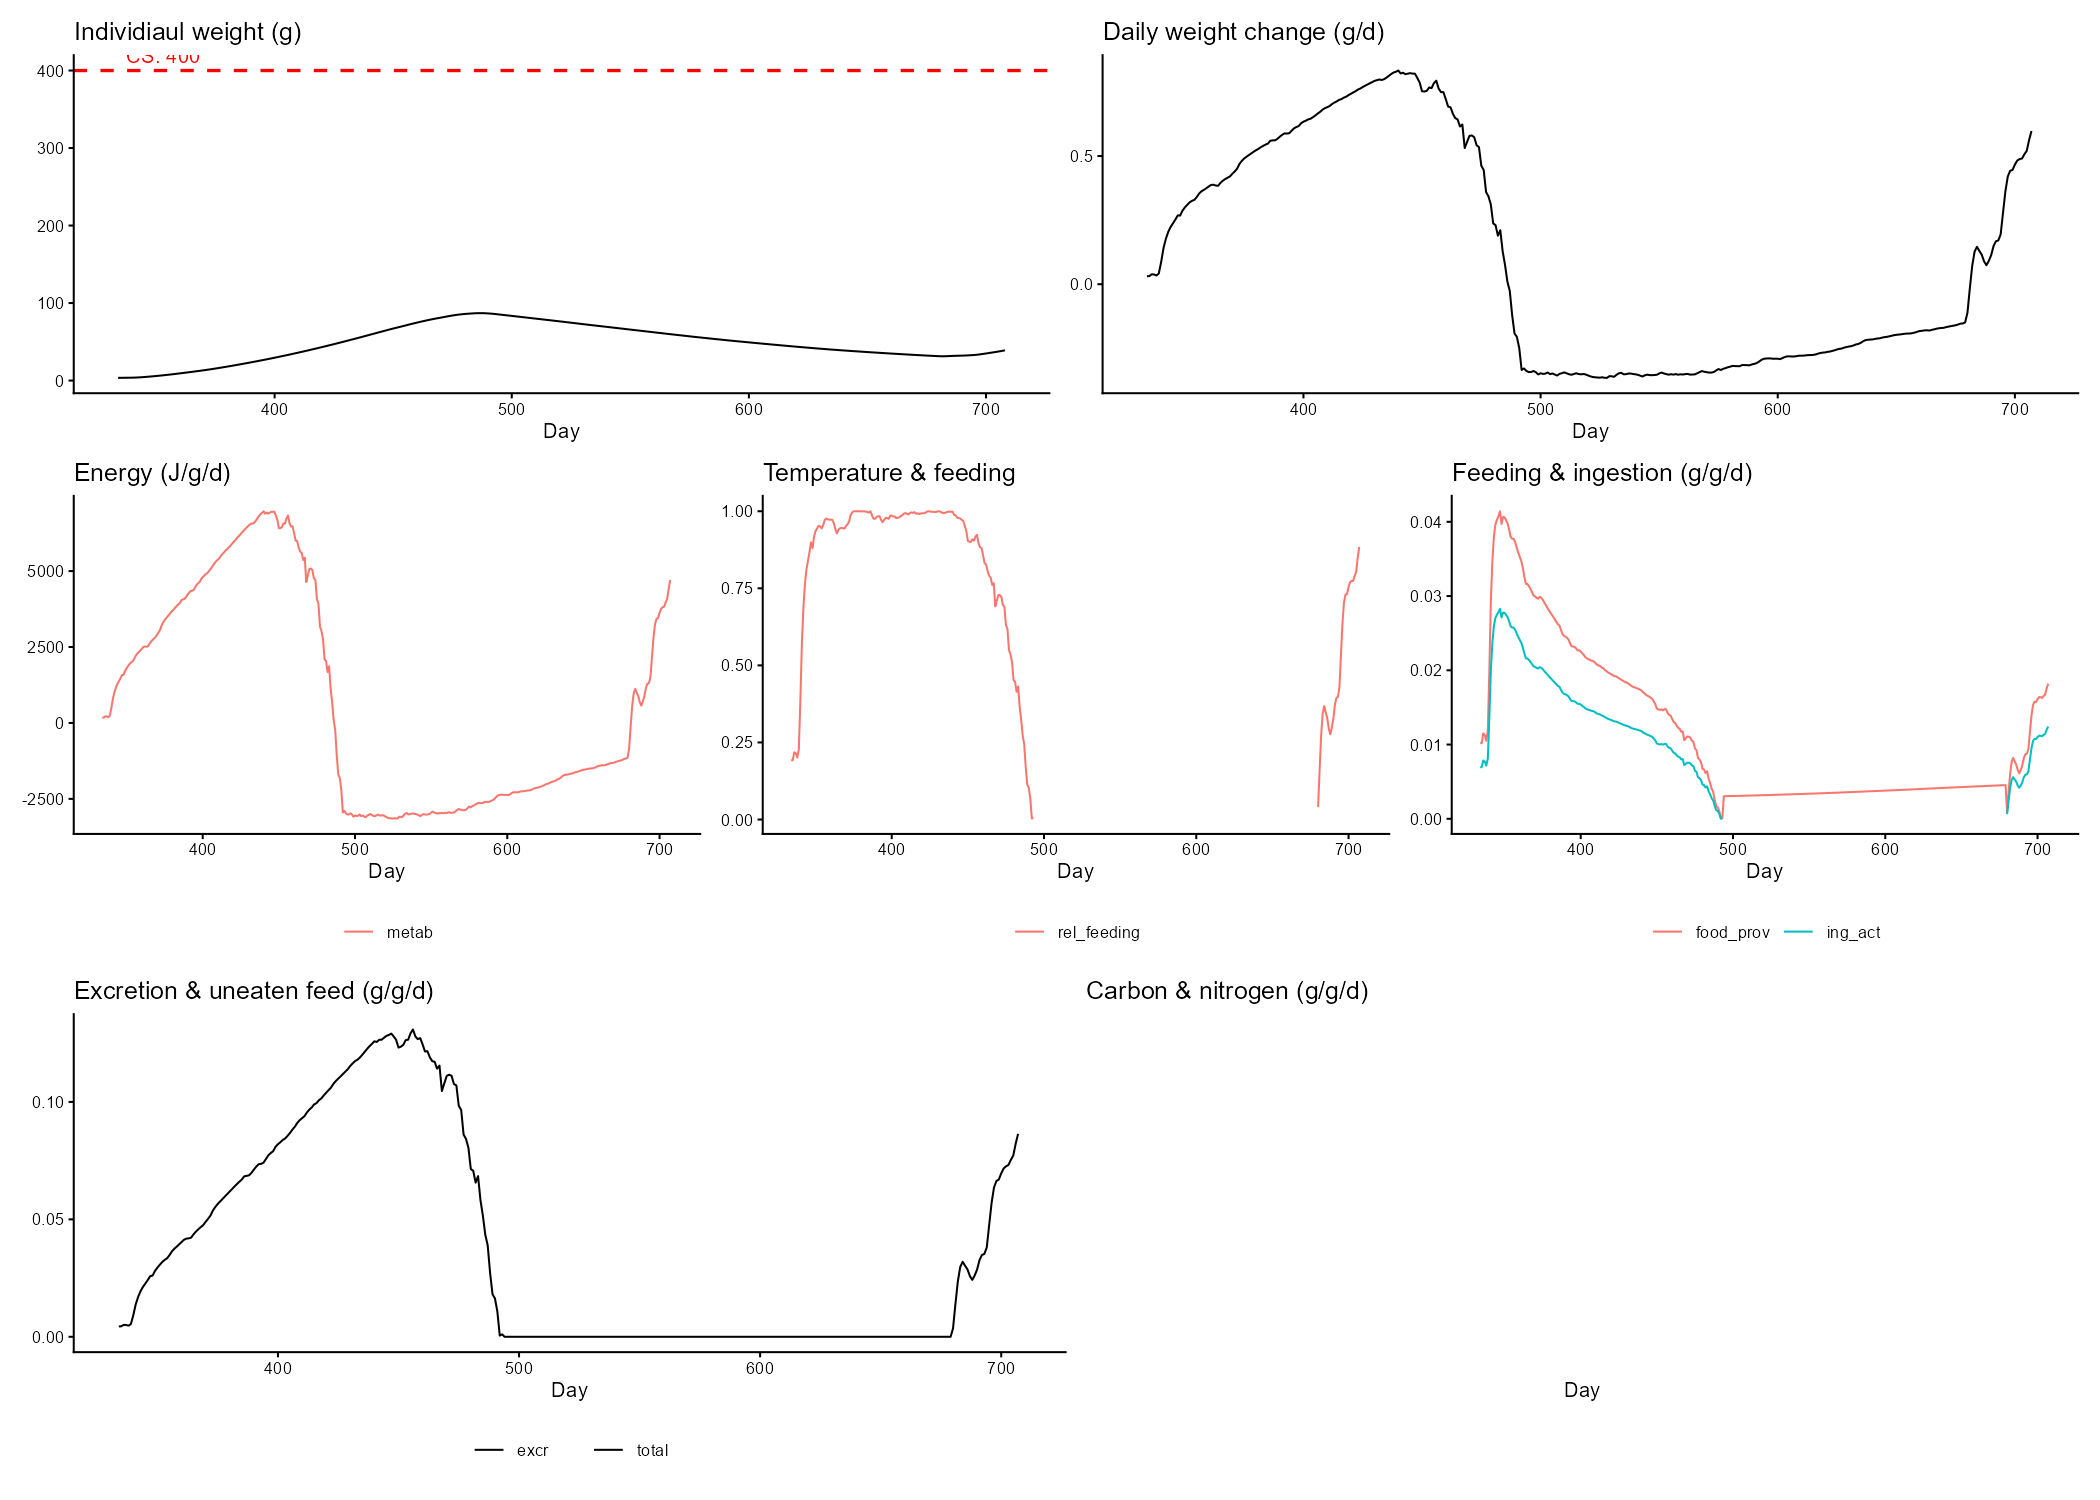 Individiaul weight (g)
CS: 400
400
300
200
100
0
400 500 600 700
Day
Daily weight change (g/d)
0.5
0.0
400 500 600 700
Day
Energy (J/g/d)
5000
2500
0
-2500
400 500 600 700
Day
metab
Temperature & feeding
1.00
0.75
0.50
0.25
0.00
400 500 600 700
Day
rel_feeding
Feeding & ingestion (g/g/d)
0.04
0.03
0.02
0.01
0.00
400 500 600 700
Day
food_prov ing_act
Excretion & uneaten feed (g/g/d)
0.10
0.05
0.00
400 500 600 700
Day
excr total
Carbon & nitrogen (g/g/d)
Day